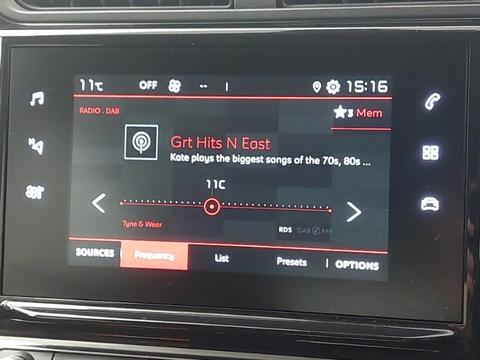 11°C OFF -- 15:16
RADIO . DAB
3 Mem
Grt Hits N East
Kate plays the biggest songs of the 70s, 80s ...
11C
Tyne & Wear
RDS DAB FM
SOURCES Frequency List Presets OPTIONS
N